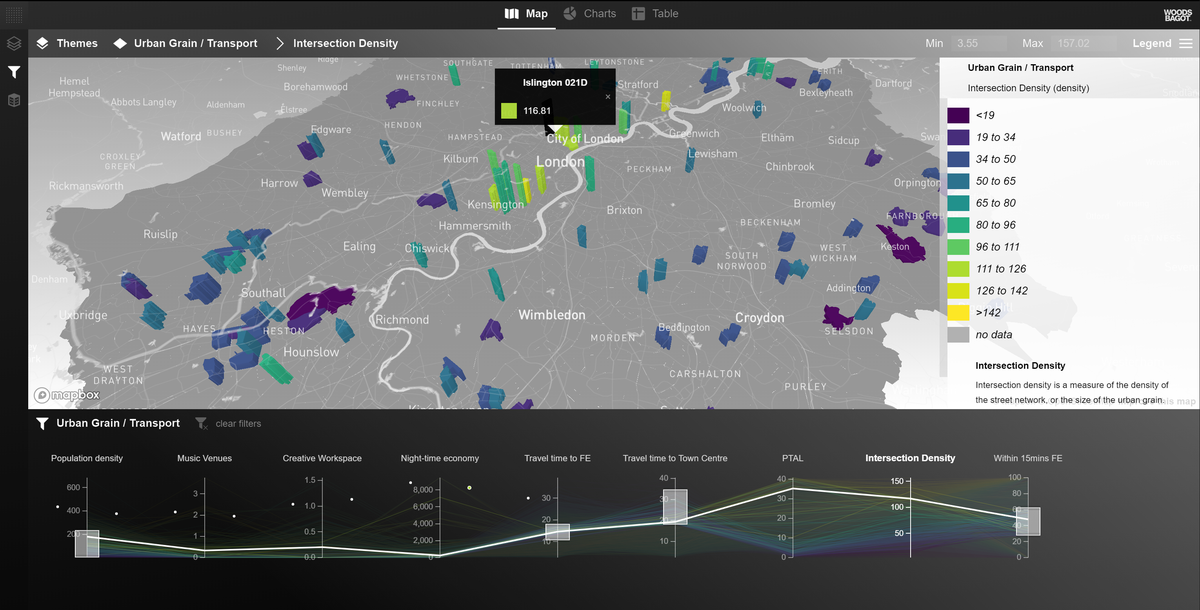 Map
Charts
Table
WOODS
BAGOT
Themes
Urban Grain / Transport
Intersection Density
Min 3.55
Max 157.02
Legend
Urban Grain / Transport
Intersection Density (density)
<19
19 to 34
34 to 50
50 to 65
65 to 80
80 to 96
96 to 111
111 to 126
126 to 142
>142
no data
Intersection Density
Intersection density is a measure of the density of
the street network, or the size of the urban grain.
Islington 021D
×
116.81
SOUTHGATE
TOTTENHAM
LEYTONSTONE
Ridge
Shenley
WHETSTONE
Stratford
ERITH
Dartford
Hemel
Hempstead
Borehamwood
Bexleyheath
Abbots Langley
Aldenham
Elstree
FINCHLEY
Woolwich
Watford
BUSHEY
Edgware
HENDON
HAMPSTEAD
City of London
Greenwich
Eltham
Sidcup
CROXLEY
GREEN
Kilburn
London
Lewisham
Chinbrook
Rickmansworth
Harrow
Wembley
PECKHAM
Orpington
Kensington
Brixton
Bromley
Hammersmith
BECKENHAM
FARNBOROU
Ruislip
Ealing
Chiswick
WEST
WICKHAM
Keston
SOUTH
NORWOOD
Denham
Southall
Addington
Uxbridge
HAYES
HESTON
Richmond
Wimbledon
Croydon
Beddington
SELSDON
Hounslow
MORDEN
WEST
DRAYTON
CARSHALTON
PURLEY
mapbox
Urban Grain / Transport
clear filters
Population density
Music Venues
Creative Workspace
Night-time economy
Travel time to FE
Travel time to Town Centre
PTAL
Intersection Density
Within 15mins FE
600
400
200
3
2
1
0
1.5
1.0
0.5
0.0
8,000
6,000
4,000
2,000
0
30
20
10
40
30
20
10
40
30
20
10
0
150
100
50
100
80
60
40
20
0